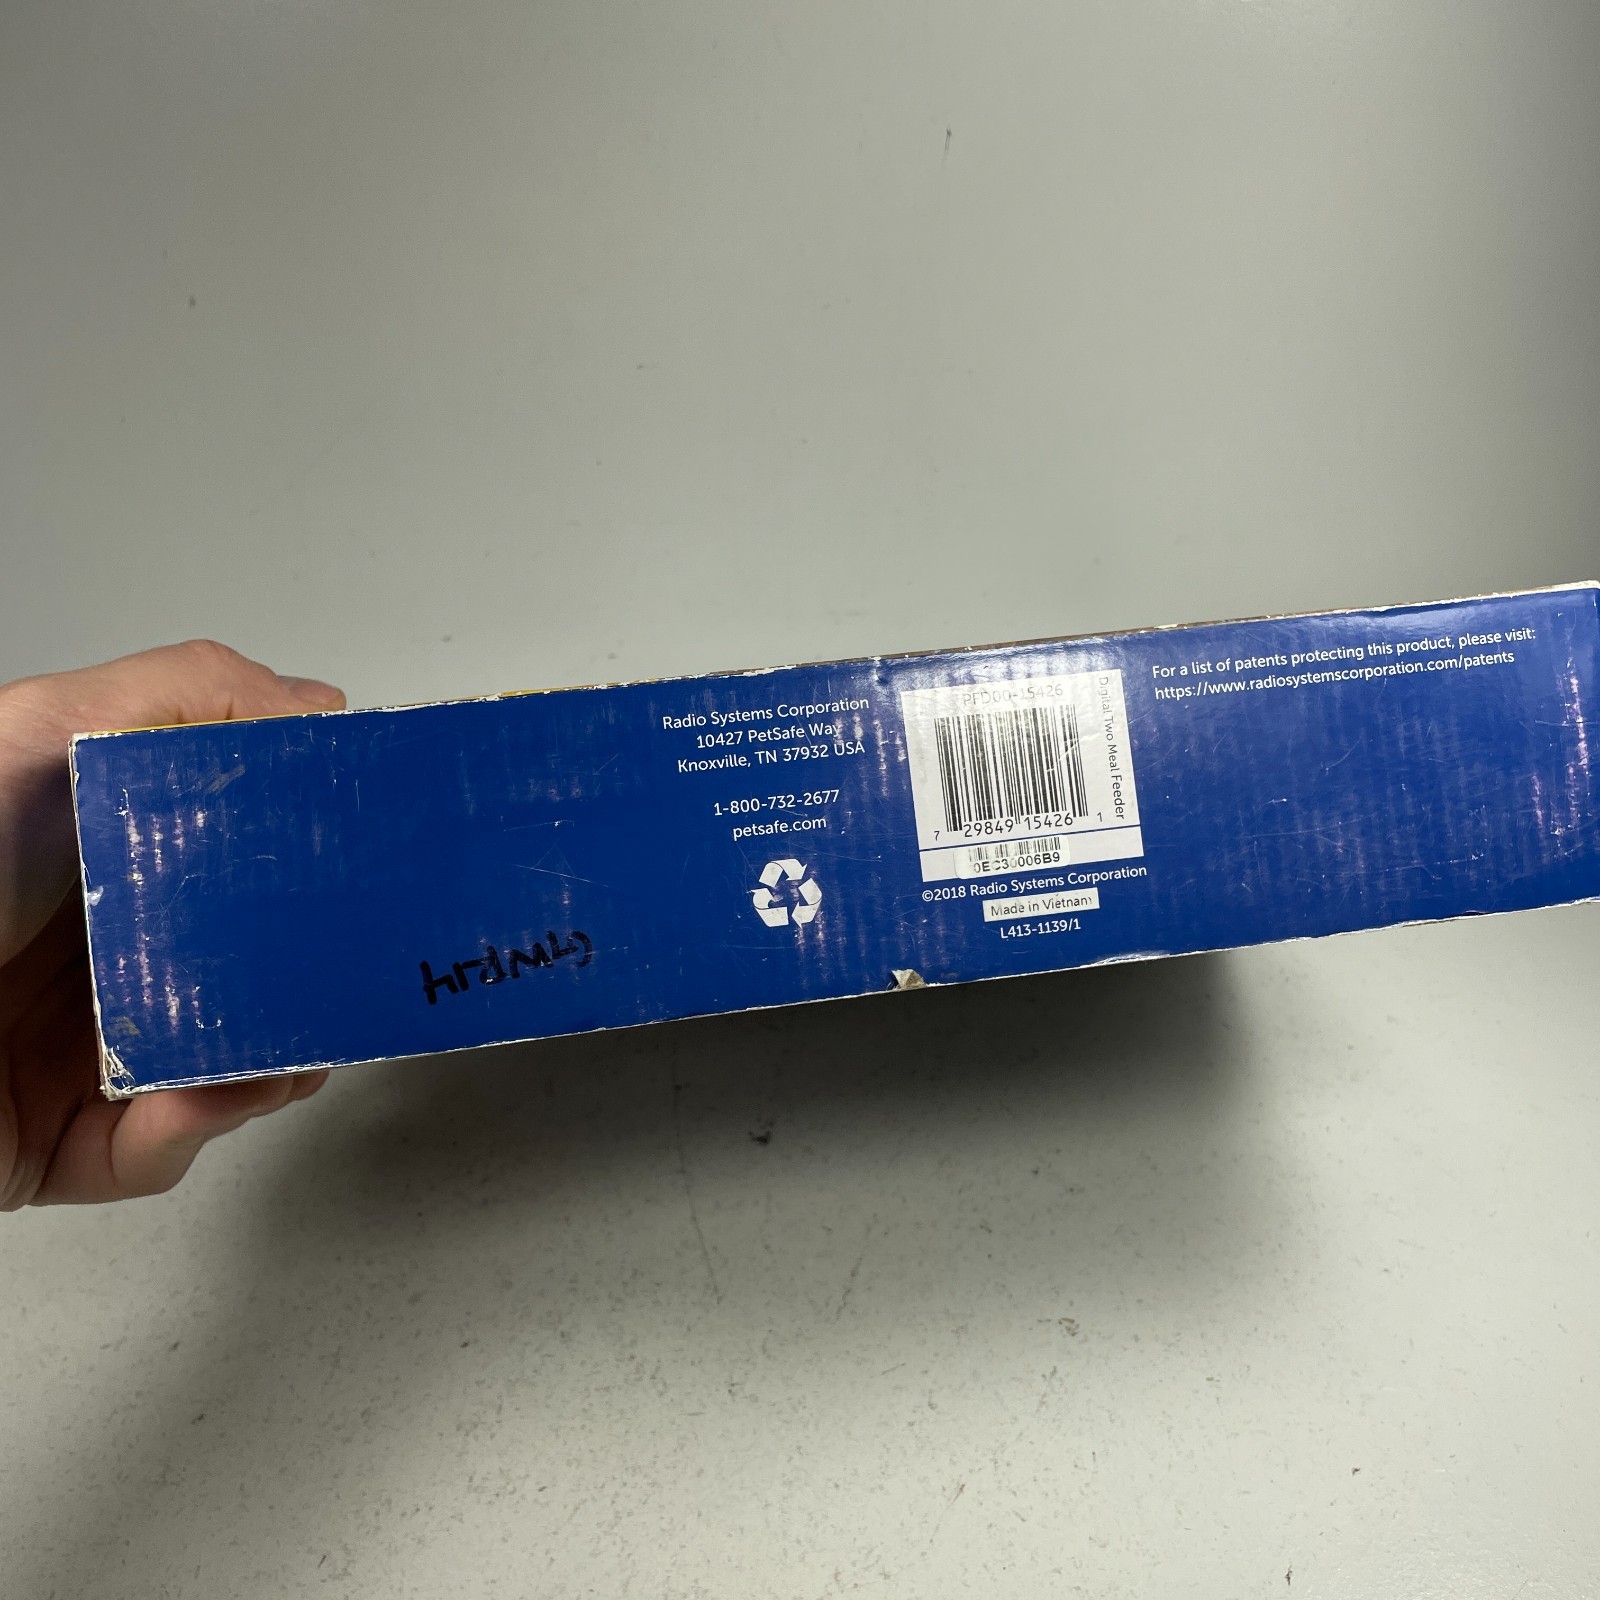 Radio Systems Corporation
10427 PetSafe Way
Knoxville, TN 37932 USA
1-800-732-2677
petsafe.com
PFD00-15426
7 29849 15426 1
Digital Two Meal Feeder
0EC30006B9
©2018 Radio Systems Corporation
Made in Vietnam
L413-1139/1
For a list of patents protecting this product, please visit:
https://www.radiosystemscorporation.com/patents